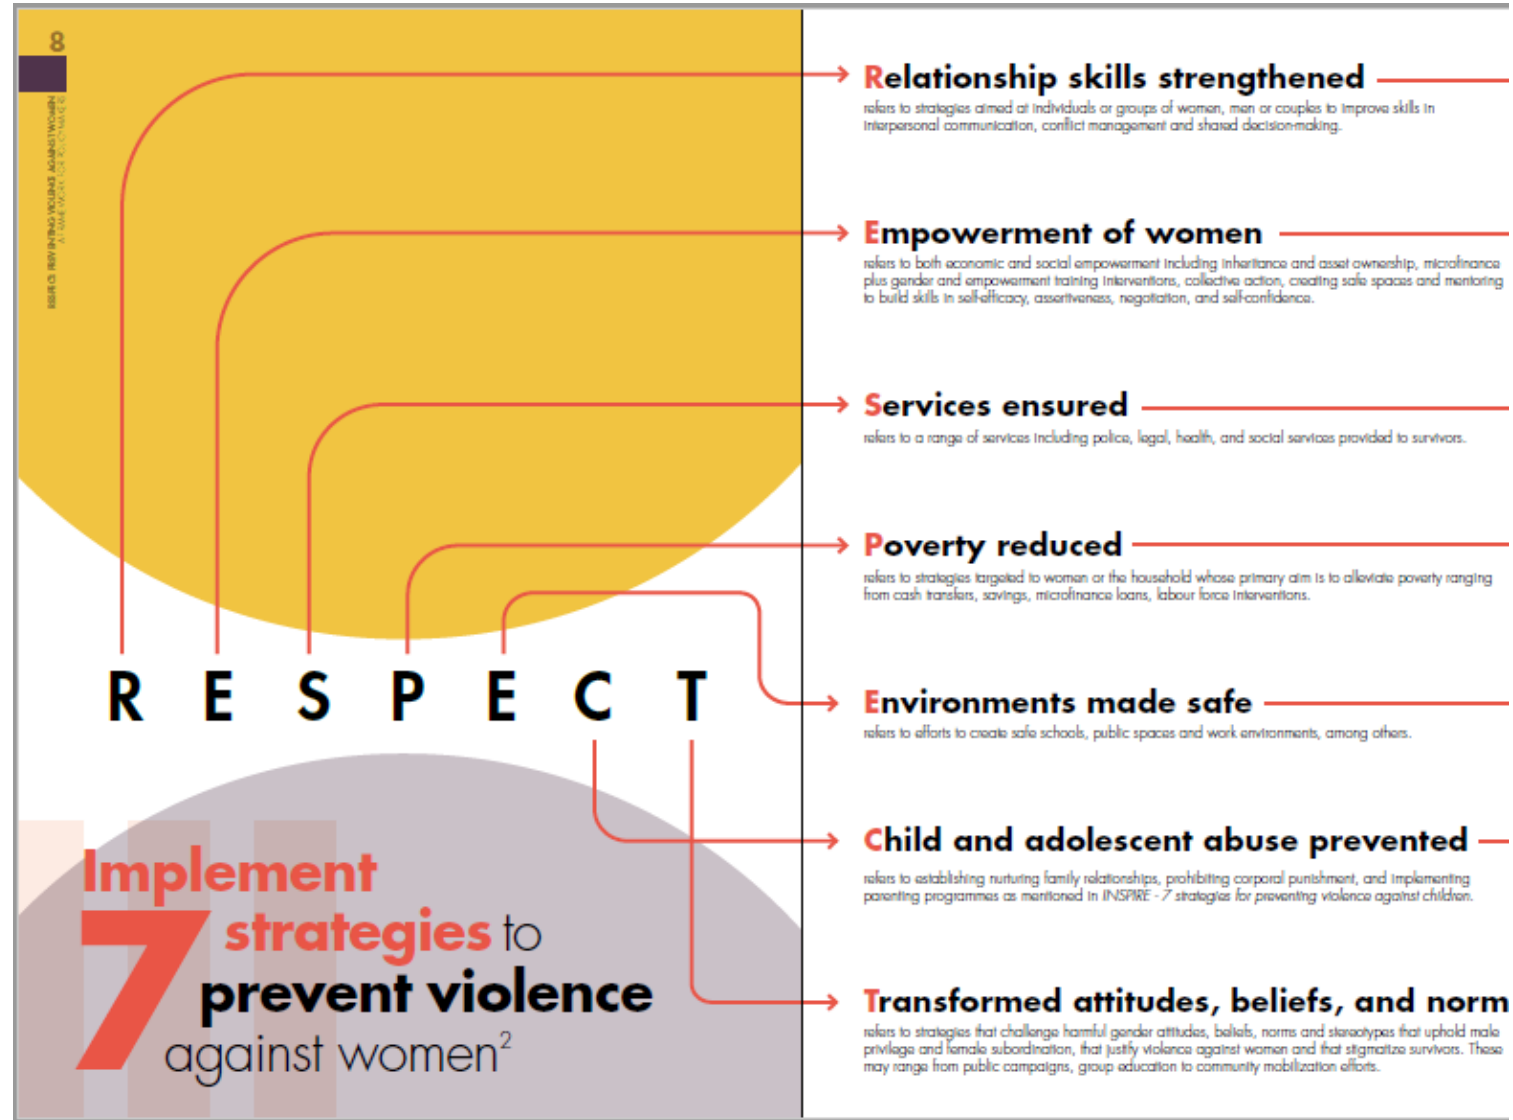 8
RESPECT: PREVENTING VIOLENCE AGAINST WOMEN
A FRAMEWORK FOR POLICYMAKERS
R E S P E C T
Implement
7 strategies to
prevent violence
against women2
Relationship skills strengthened
refers to strategies aimed at individuals or groups of women, men or couples to improve skills in
interpersonal communication, conflict management and shared decision-making.
Empowerment of women
refers to both economic and social empowerment including inheritance and asset ownership, microfinance
plus gender and empowerment training interventions, collective action, creating safe spaces and mentoring
to build skills in self-efficacy, assertiveness, negotiation, and self-confidence.
Services ensured
refers to a range of services including police, legal, health, and social services provided to survivors.
Poverty reduced
refers to strategies targeted to women or the household whose primary aim is to alleviate poverty ranging
from cash transfers, savings, microfinance loans, labour force interventions.
Environments made safe
refers to efforts to create safe schools, public spaces and work environments, among others.
Child and adolescent abuse prevented
refers to establishing nurturing family relationships, prohibiting corporal punishment, and implementing
parenting programmes as mentioned in INSPIRE - 7 strategies for preventing violence against children.
Transformed attitudes, beliefs, and norm
refers to strategies that challenge harmful gender attitudes, beliefs, norms and stereotypes that uphold male
privilege and female subordination, that justify violence against women and that stigmatize survivors. These
may range from public campaigns, group education to community mobilization efforts.